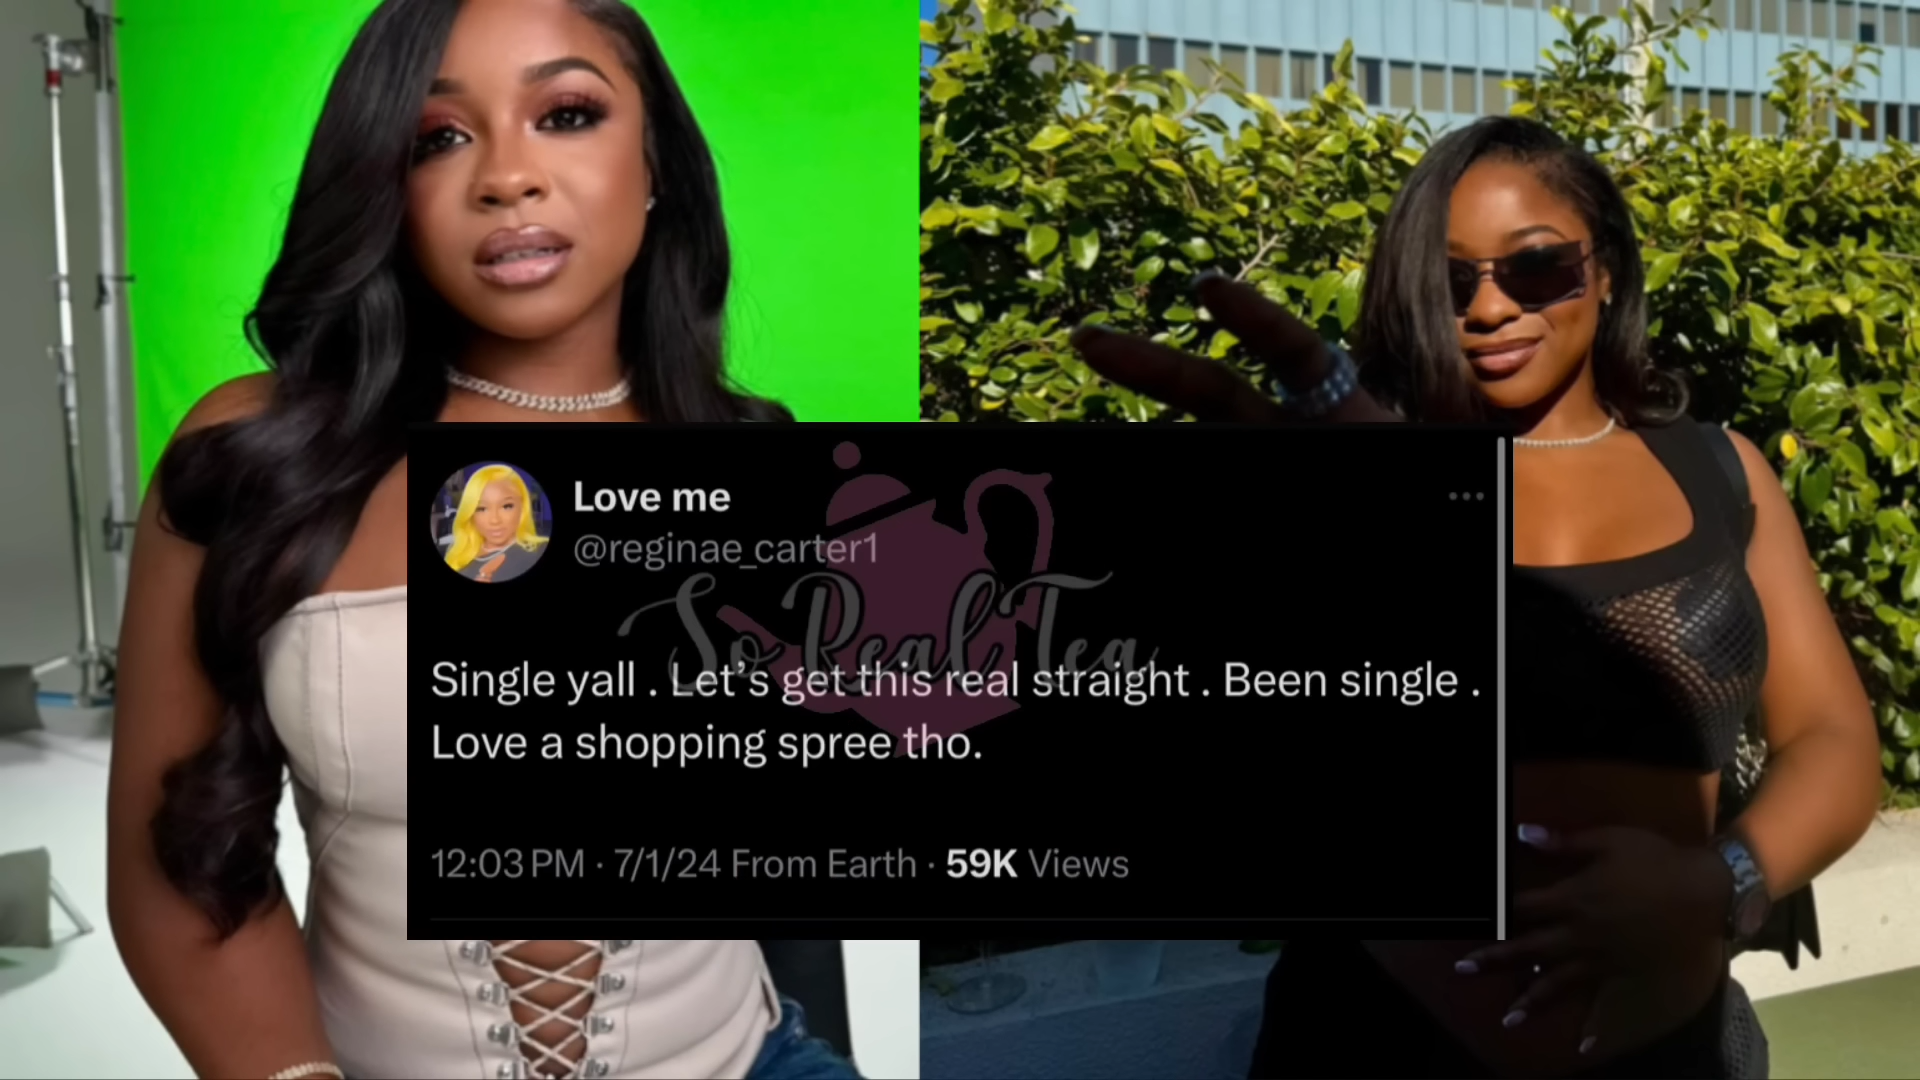 Love me
@reginae_carter1
So Real Tea
Single yall . Let's get this real straight . Been single .
Love a shopping spree tho.
12:03 PM · 7/1/24 From Earth · 59K Views